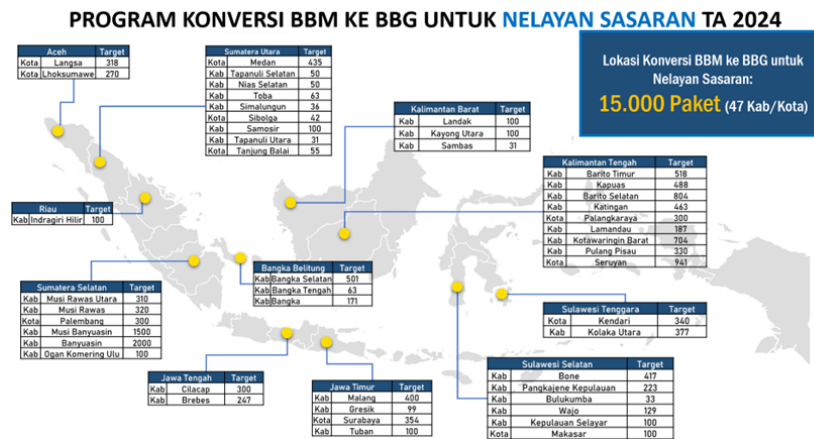 PROGRAM KONVERSI BBM KE BBG UNTUK NELAYAN SASARAN TA 2024
Lokasi Konversi BBM ke BBG untuk
Nelayan Sasaran:
15.000 Paket (47 Kab/Kota)
Aceh Target
Kota Langsa 318
Kota Lhoksumawe 270
Sumatera Utara Target
Kota Medan 435
Kab Tapanuli Selatan 50
Kab Nias Selatan 50
Kab Toba 63
Kab Simalungun 36
Kota Sibolga 42
Kab Samosir 100
Kab Tapanuli Utara 31
Kota Tanjung Balai 55
Kalimantan Barat Target
Kab Landak 100
Kab Kayong Utara 100
Kab Sambas 31
Kalimantan Tengah Target
Kab Barito Timur 518
Kab Kapuas 488
Kab Barito Selatan 804
Kab Katingan 463
Kota Palangkaraya 300
Kab Lamandau 187
Kab Kotawaringin Barat 704
Kab Pulang Pisau 330
Kota Seruyan 941
Riau Target
Kab Indragiri Hilir 100
Bangka Belitung Target
Kab Bangka Selatan 501
Kab Bangka Tengah 63
Kab Bangka 171
Sumatera Selatan Target
Kab Musi Rawas Utara 310
Kab Musi Rawas 320
Kota Palembang 300
Kab Musi Banyuasin 1500
Kab Banyuasin 2000
Kab Ogan Komering Ulu 100
Sulawesi Tenggara Target
Kota Kendari 340
Kab Kolaka Utara 377
Jawa Tengah Target
Kab Cilacap 300
Kab Brebes 247
Jawa Timur Target
Kab Malang 400
Kab Gresik 99
Kota Surabaya 354
Kab Tuban 100
Sulawesi Selatan Target
Kab Bone 417
Kab Pangkajene Kepulauan 223
Kab Bulukumba 33
Kab Wajo 129
Kab Kepulauan Selayar 100
Kota Makasar 100